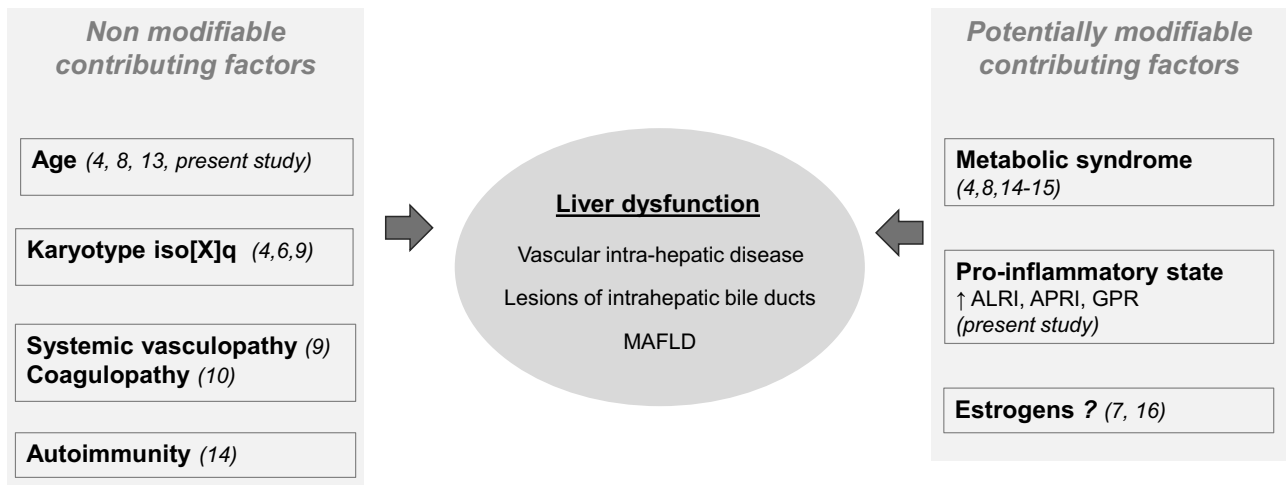 Non modifiable
contributing factors
Age (4, 8, 13, present study)
Karyotype iso[X]q (4,6,9)
Systemic vasculopathy (9)
Coagulopathy (10)
Autoimmunity (14)
Liver dysfunction
Vascular intra-hepatic disease
Lesions of intrahepatic bile ducts
MAFLD
Potentially modifiable
contributing factors
Metabolic syndrome
(4,8,14-15)
Pro-inflammatory state
↑ ALRI, APRI, GPR
(present study)
Estrogens ? (7, 16)